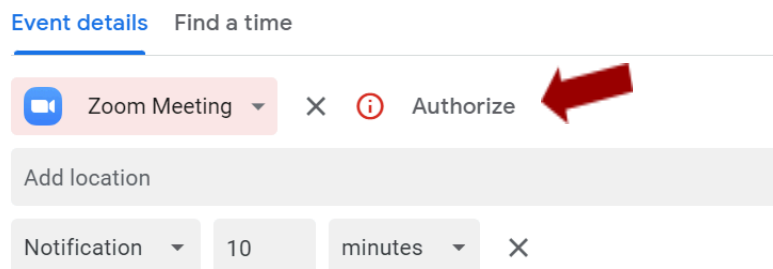 Event details Find a time
Zoom Meeting Authorize
Add location
Notification 10 minutes